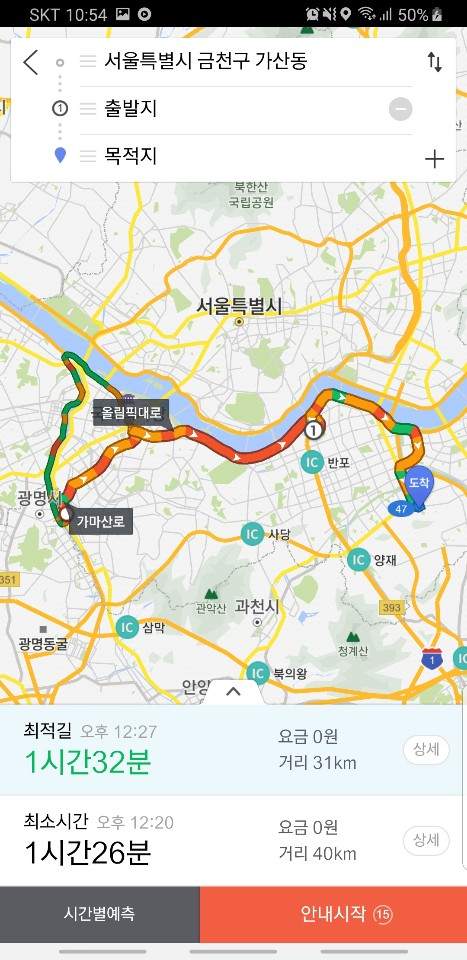 SKT 10:54
50%
서울특별시 금천구 가산동
1
출발지
목적지
북한산
국립공원
서울특별시
올림픽대로
1
IC 반포
도착
광명시
47
가마산로
IC 사당
IC 양재
351
관악산
과천시
393
IC 삼막
광명동굴
청계산
1
IC
IC 북의왕
안양
최적길 오후 12:27
요금 0원
1시간32분
거리 31km
상세
최소시간 오후 12:20
요금 0원
1시간26분
거리 40km
상세
시간별예측
안내시작 15